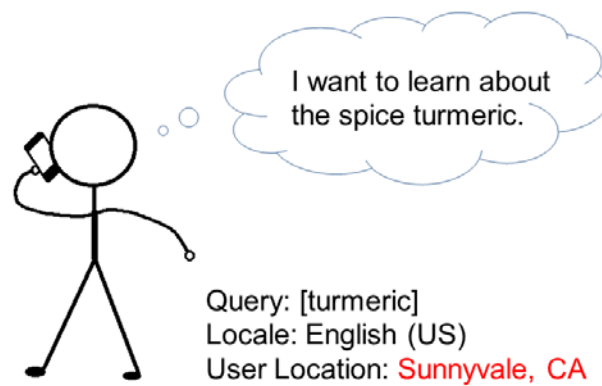 I want to learn about
the spice turmeric.
Query: [turmeric]
Locale: English (US)
User Location: Sunnyvale, CA